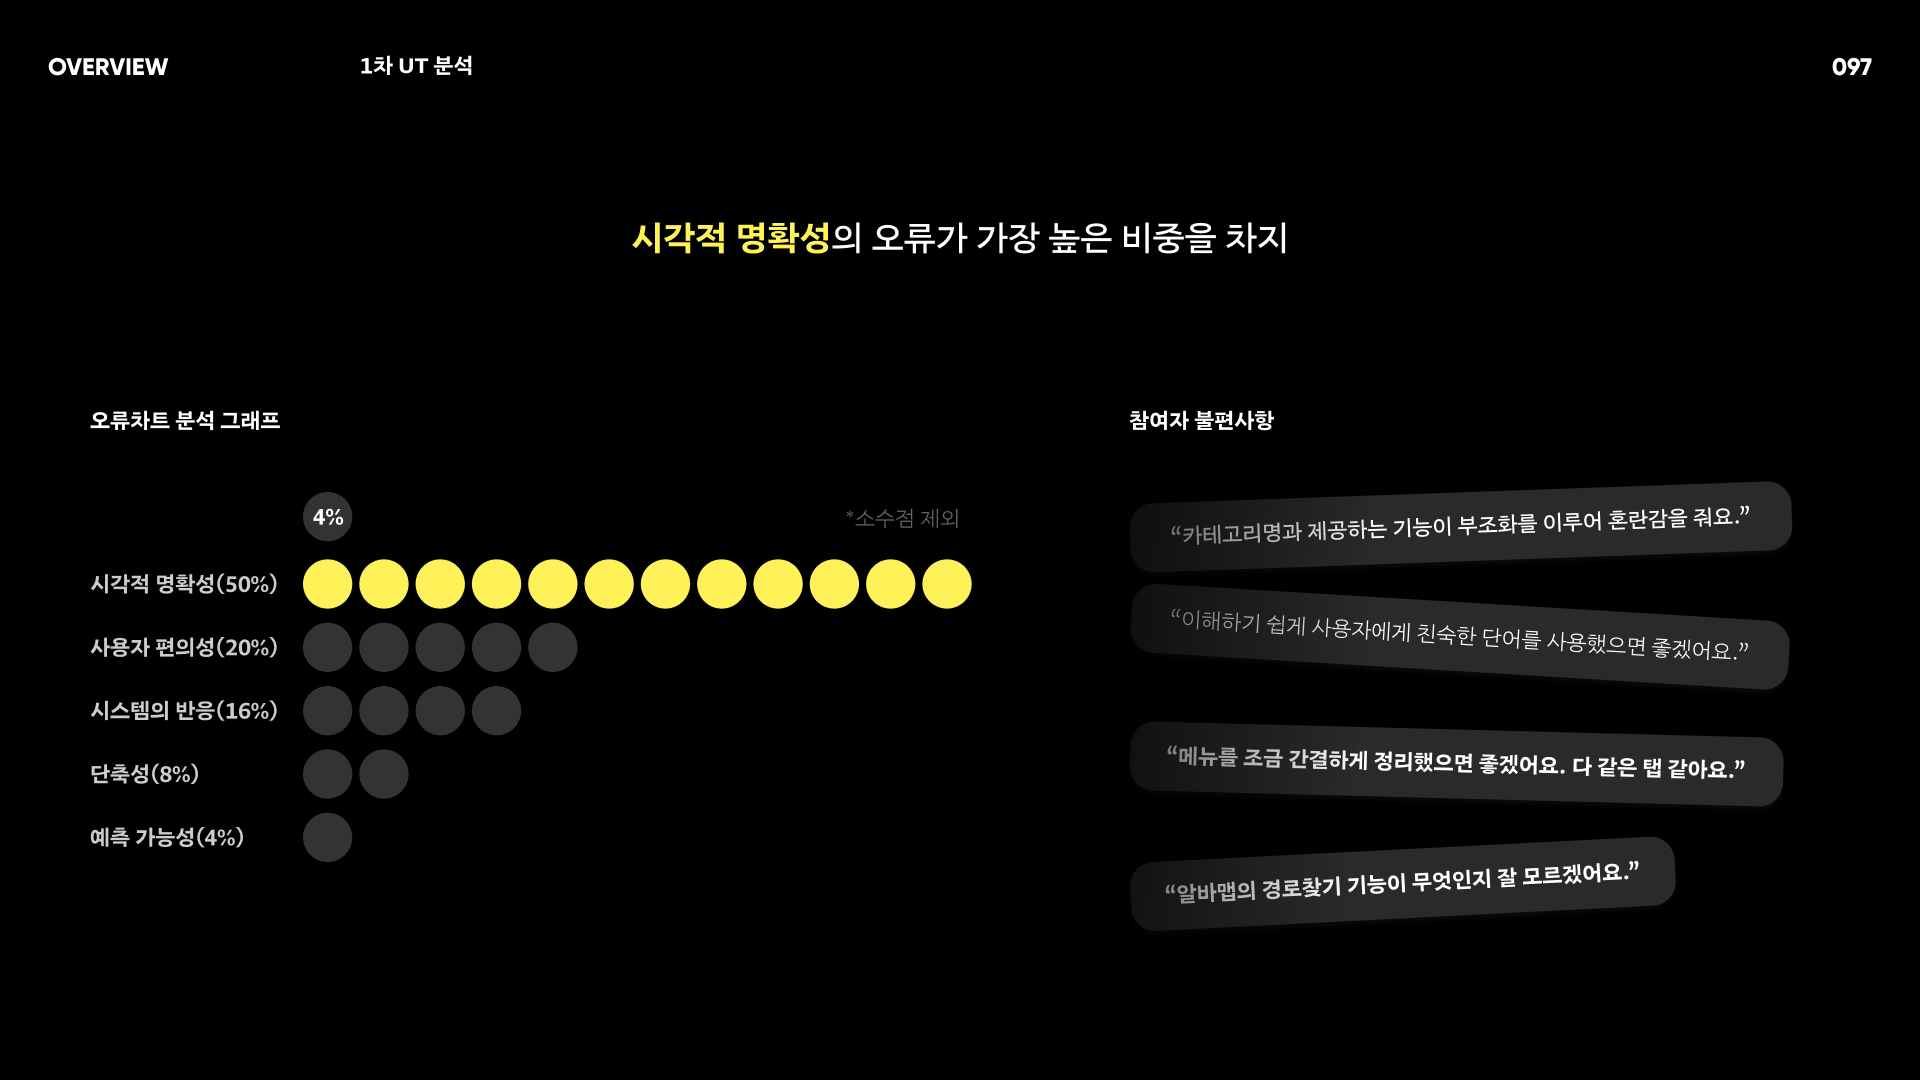 OVERVIEW
1차 UT 분석
097
시각적 명확성의 오류가 가장 높은 비중을 차지
오류차트 분석 그래프
4%
*소수점 제외
시각적 명확성(50%)
사용자 편의성(20%)
시스템의 반응(16%)
단축성(8%)
예측 가능성(4%)
참여자 불편사항
“카테고리명과 제공하는 기능이 부조화를 이루어 혼란감을 줘요.”
“이해하기 쉽게 사용자에게 친숙한 단어를 사용했으면 좋겠어요.”
“메뉴를 조금 간결하게 정리했으면 좋겠어요. 다 같은 탭 같아요.”
“알바맵의 경로찾기 기능이 무엇인지 잘 모르겠어요.”